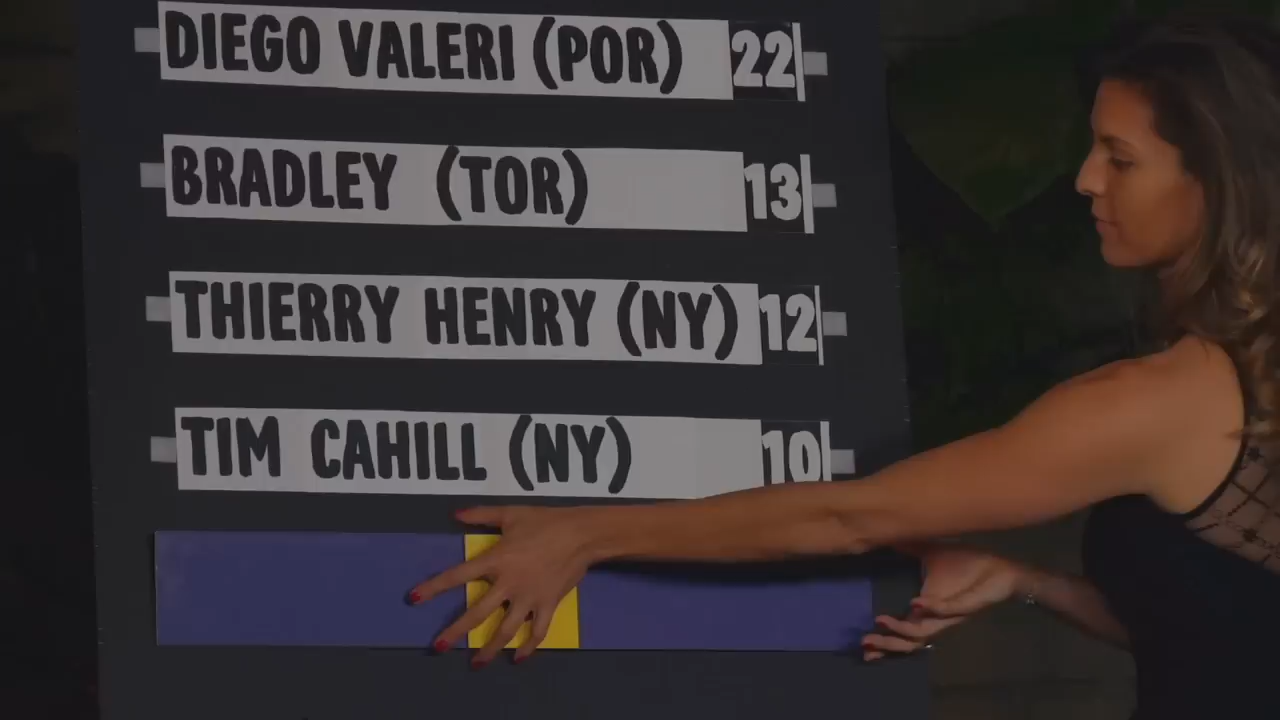 DIEGO VALERI (POR) 22
BRADLEY (TOR) 13
THIERRY HENRY (NY) 12
TIM CAHILL (NY) 10